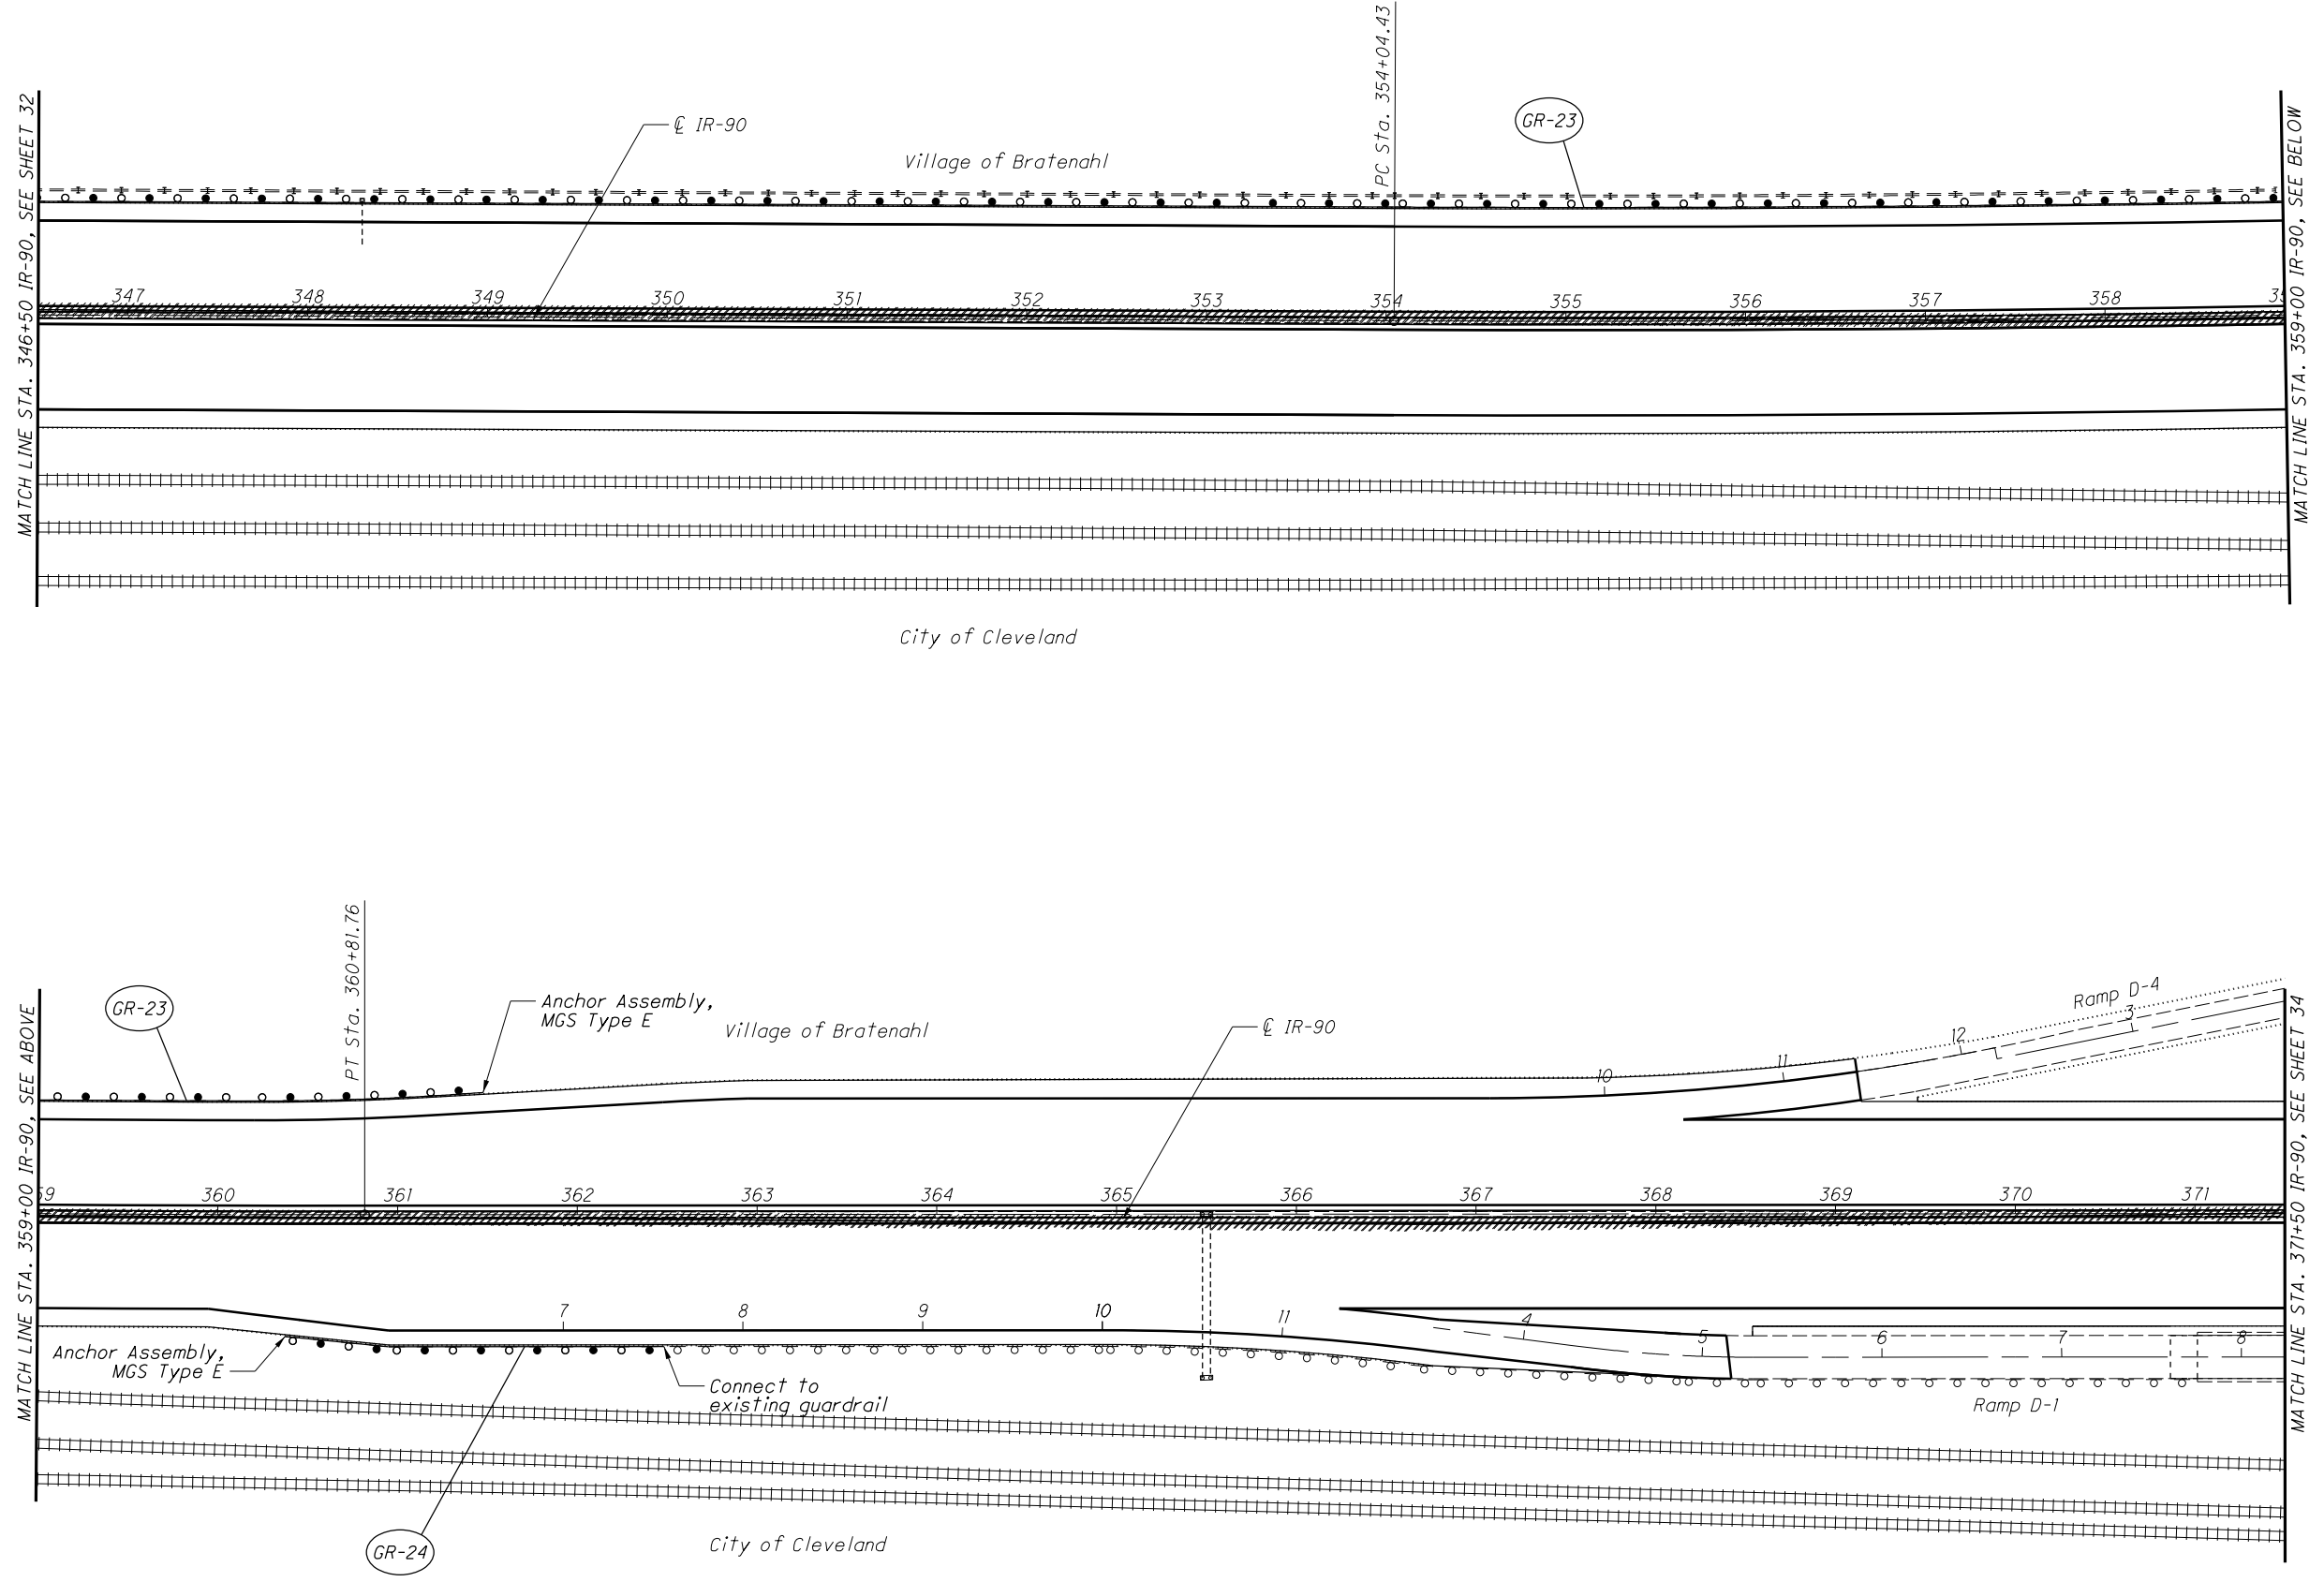 PC Sta. 354+04.43
MATCH LINE STA. 346+50 IR-90, SEE SHEET 32
℄ IR-90
GR-23
Village of Bratenahl
MATCH LINE STA. 359+00 IR-90, SEE BELOW
347 348 349 350 351 352 353 354 355 356 357 358 35
City of Cleveland
PT Sta. 360+81.76
MATCH LINE STA. 359+00 IR-90, SEE ABOVE
GR-23
Anchor Assembly,
MGS Type E
Village of Bratenahl
℄ IR-90
Ramp D-4
3
12
11
10
MATCH LINE STA. 371+50 IR-90, SEE SHEET 34
59 360 361 362 363 364 365 366 367 368 369 370 371
7 8 9 10 11 4 5 6 7 8
Anchor Assembly,
MGS Type E
Connect to
existing guardrail
Ramp D-1
GR-24
City of Cleveland